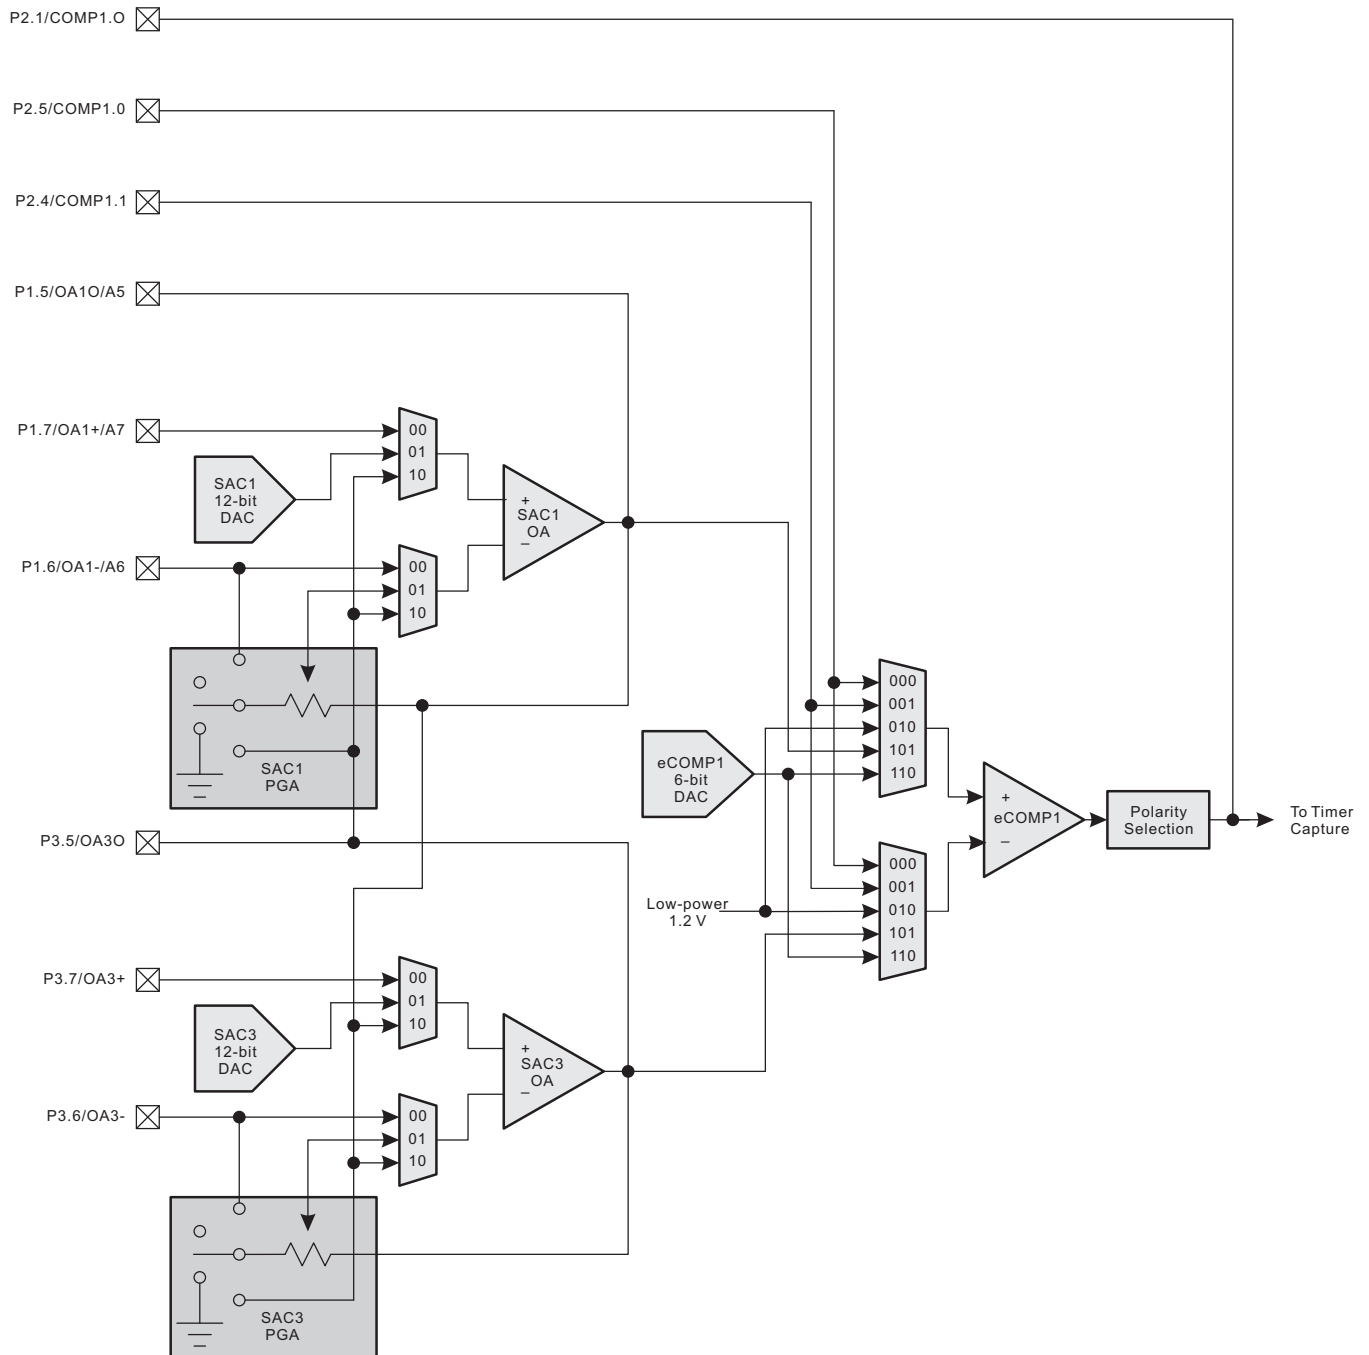 P2.1/COMP1.O
P2.5/COMP1.0
P2.4/COMP1.1
P1.5/OA1O/A5
P1.7/OA1+/A7
00
01
10
SAC1
12-bit
DAC
+
SAC1
OA
–
P1.6/OA1-/A6
00
01
10
SAC1
PGA
000
001
010
101
110
eCOMP1
6-bit
DAC
+
eCOMP1
–
Polarity
Selection
To Timer
Capture
P3.5/OA3O
Low-power
1.2 V
000
001
010
101
110
P3.7/OA3+
00
01
10
SAC3
12-bit
DAC
+
SAC3
OA
–
P3.6/OA3-
00
01
10
SAC3
PGA